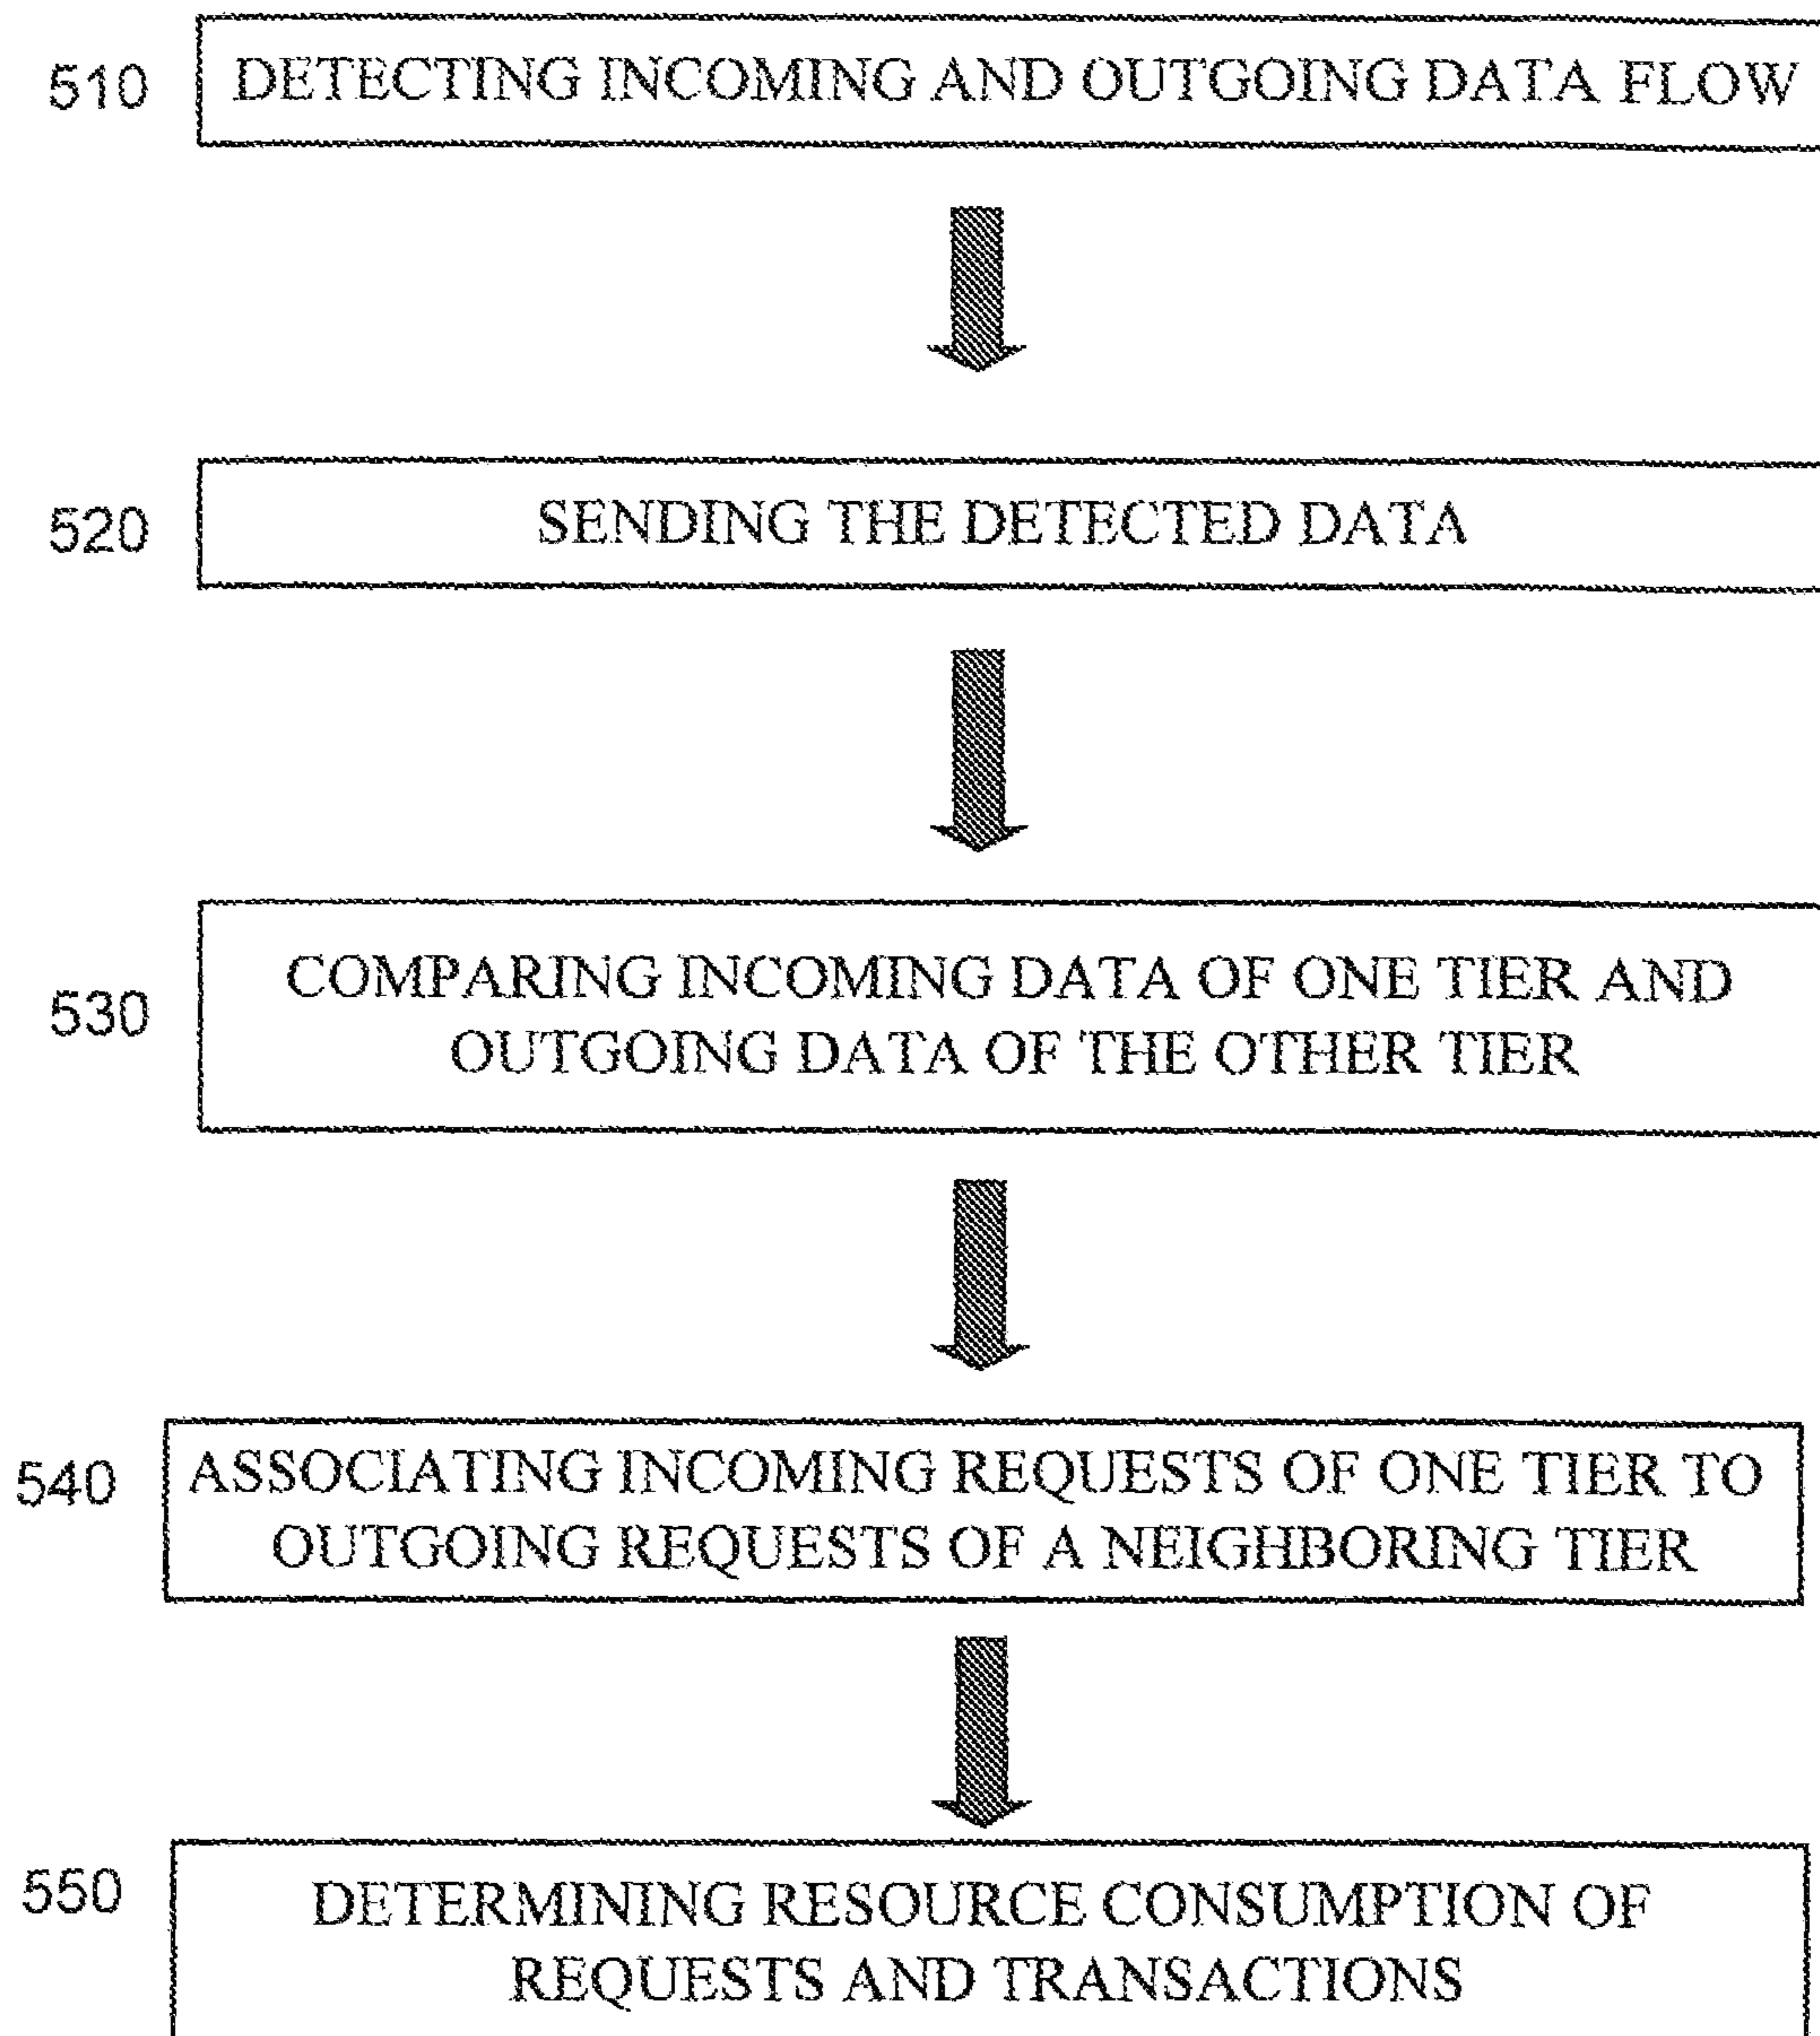 510 DETECTING INCOMING AND OUTGOING DATA FLOW
520 SENDING THE DETECTED DATA
COMPARING INCOMING DATA OF ONE TIER AND
530
OUTGOING DATA OF THE OTHER TIER
540 ASSOCIATING INCOMING REQUESTS OF ONE TIER TO
OUTGOING REQUESTS OF A NEIGHBORING TIER
550 DETERMINING RESOURCE CONSUMPTION OF
REQUESTS AND TRANSACTIONS